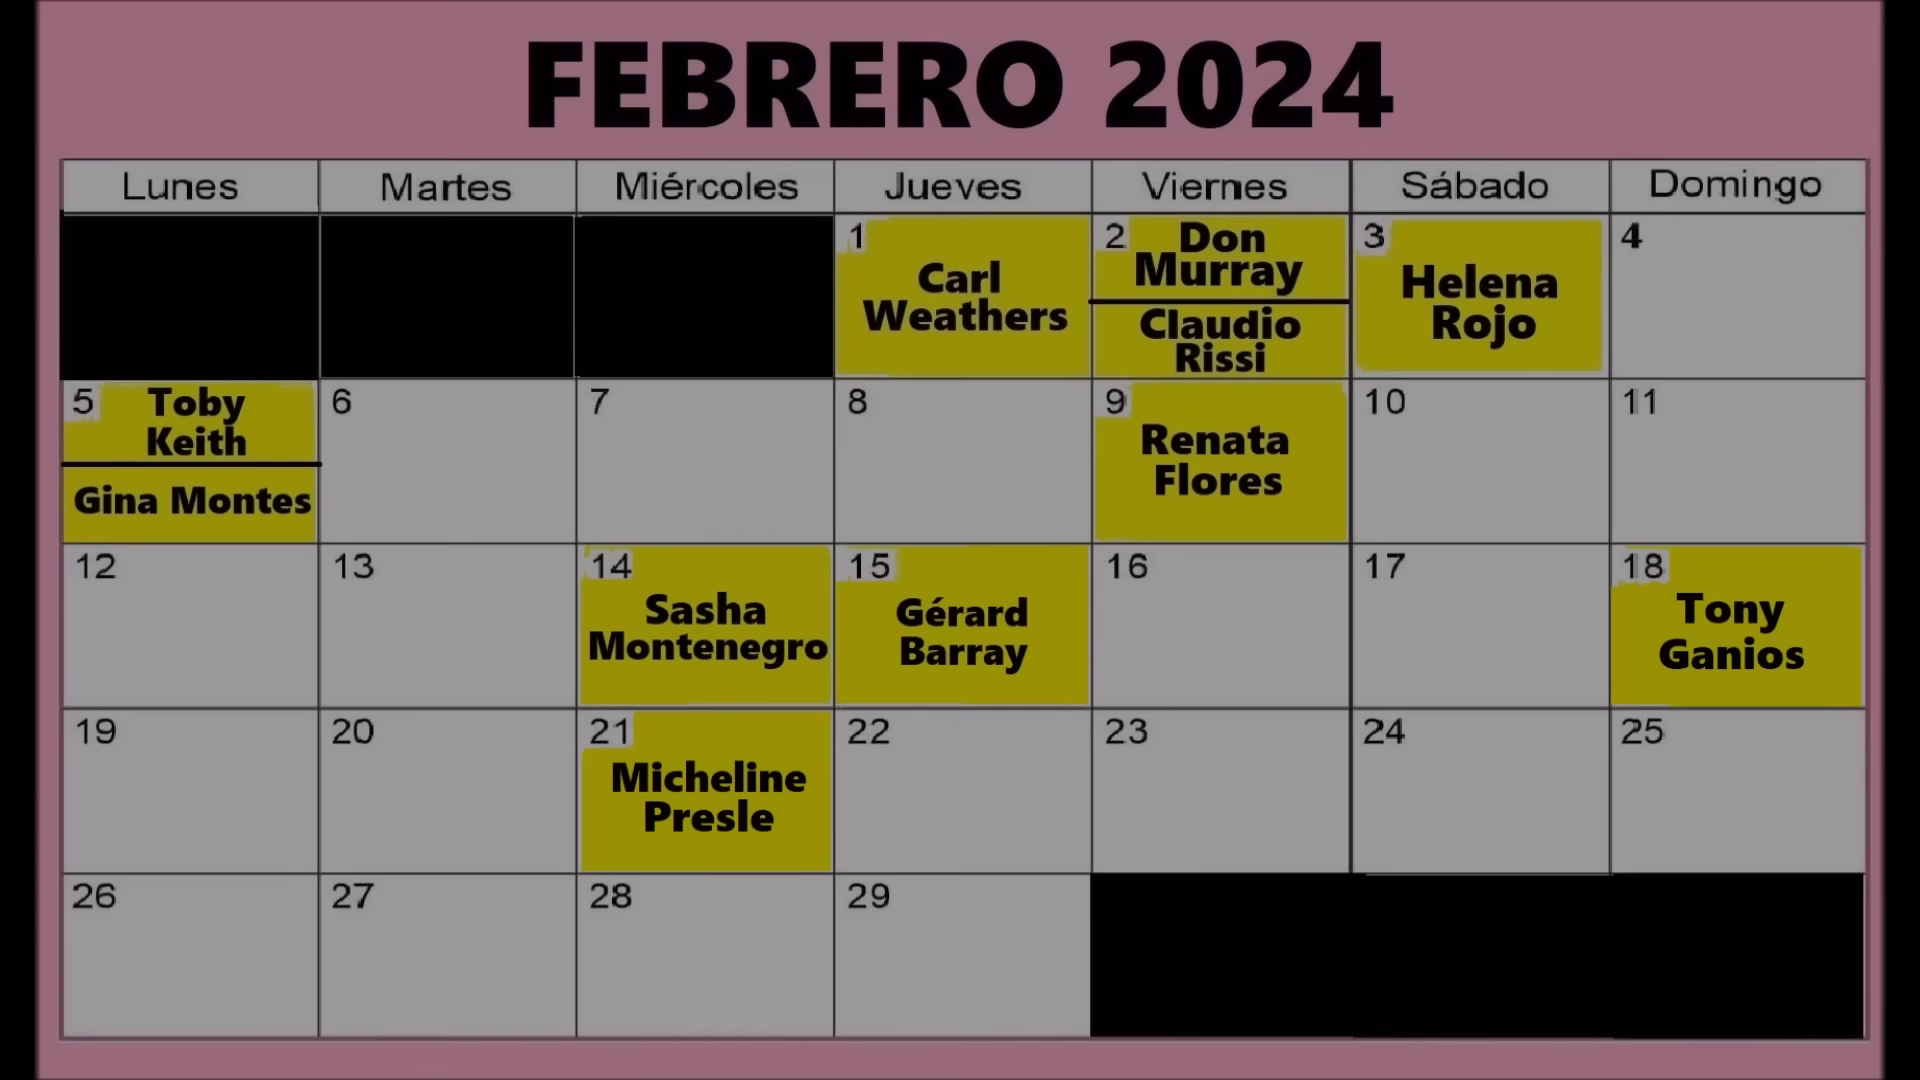 FEBRERO 2024
Lunes Martes Miércoles Jueves Viernes Sábado Domingo
1 Carl
Weathers
2 Don
Murray
Claudio
Rissi
3 Helena
Rojo
4
5 Toby
Keith
Gina Montes
6
7
8
9 Renata
Flores
10
11
12
13
14 Sasha
Montenegro
15 Gérard
Barray
16
17
18 Tony
Ganios
19
20
21 Micheline
Presle
22
23
24
25
26
27
28
29